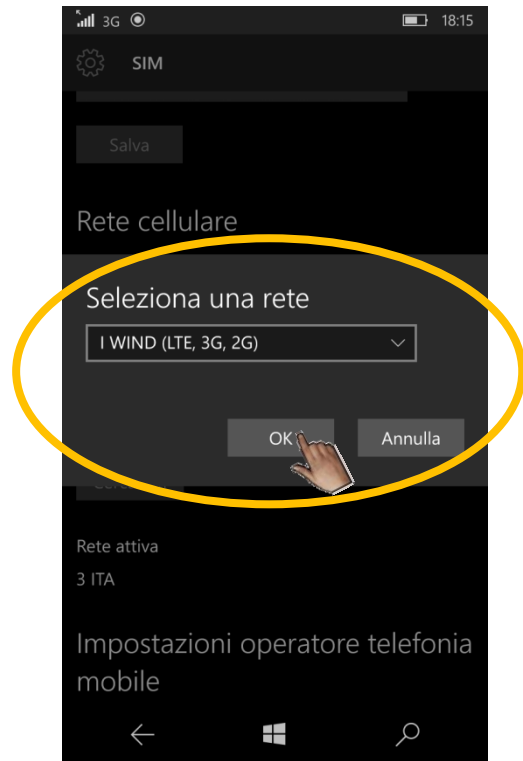 3G 18:15
SIM
Salva
Rete cellulare
Seleziona una rete
I WIND (LTE, 3G, 2G)
OK Annulla
Rete attiva
3 ITA
Impostazioni operatore telefonia
mobile